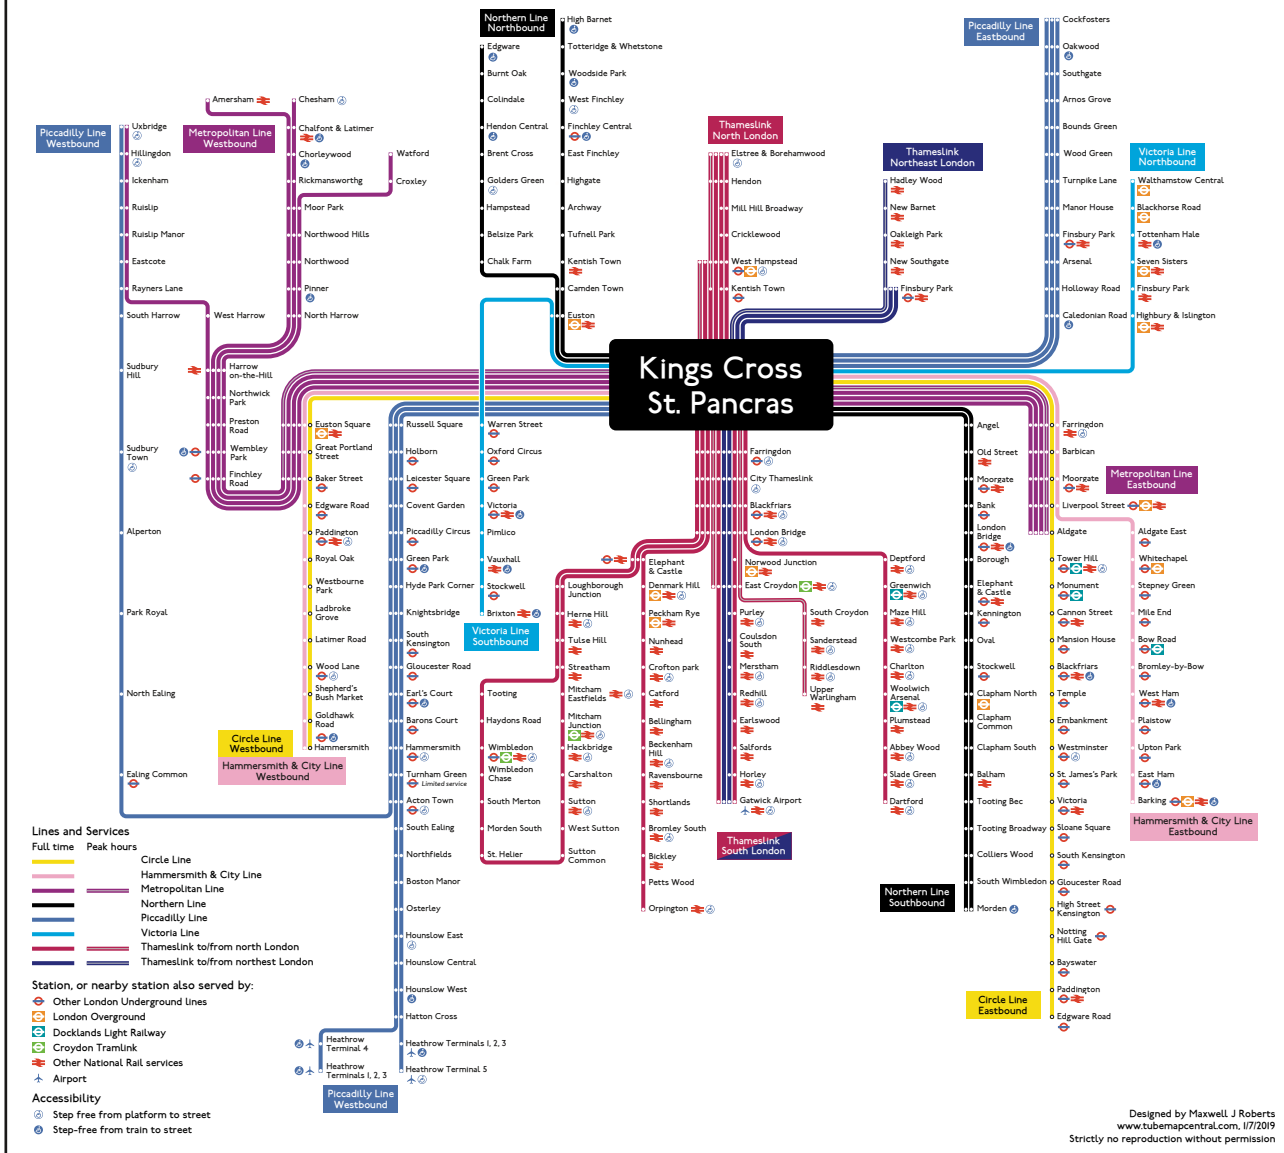 Northern Line
Northbound
High Barnet
Edgware
Totteridge & Whetstone
Burnt Oak
Woodside Park
Colindale
West Finchley
Hendon Central
Finchley Central
Brent Cross
East Finchley
Golders Green
Highgate
Hampstead
Archway
Belsize Park
Tufnell Park
Chalk Farm
Kentish Town
Camden Town
Euston
Piccadilly Line
Eastbound
Cockfosters
Oakwood
Southgate
Arnos Grove
Bounds Green
Wood Green
Turnpike Lane
Manor House
Finsbury Park
Arsenal
Holloway Road
Caledonian Road
Victoria Line
Northbound
Walthamstow Central
Blackhorse Road
Tottenham Hale
Seven Sisters
Finsbury Park
Highbury & Islington
Thameslink
North London
Elstree & Borehamwood
Hendon
Mill Hill Broadway
Cricklewood
West Hampstead
Kentish Town
Thameslink
Northeast London
Hadley Wood
New Barnet
Oakleigh Park
New Southgate
Finsbury Park
Piccadilly Line
Westbound
Uxbridge
Hillingdon
Ickenham
Ruislip
Ruislip Manor
Eastcote
Rayners Lane
South Harrow
Sudbury
Hill
Sudbury
Town
Alperton
Park Royal
North Ealing
Ealing Common
Metropolitan Line
Westbound
Amersham
Chesham
Chalfont & Latimer
Chorleywood
Rickmansworthg
Watford
Croxley
Moor Park
Northwood Hills
Northwood
Pinner
North Harrow
West Harrow
Harrow
on-the-Hill
Northwick
Park
Preston
Road
Wembley
Park
Finchley
Road
Kings Cross
St. Pancras
Euston Square
Great Portland
Street
Baker Street
Edgware Road
Paddington
Royal Oak
Westbourne
Park
Ladbroke
Grove
Latimer Road
Wood Lane
Shepherd's
Bush Market
Goldhawk
Road
Hammersmith
Circle Line
Westbound
Hammersmith & City Line
Westbound
Russell Square
Holborn
Leicester Square
Covent Garden
Piccadilly Circus
Green Park
Hyde Park Corner
Knightsbridge
South
Kensington
Gloucester Road
Earl's Court
Barons Court
Hammersmith
Turnham Green
Limited service
Acton Town
South Ealing
Northfields
Boston Manor
Osterley
Hounslow East
Hounslow Central
Hounslow West
Hatton Cross
Heathrow
Terminal 4
Heathrow Terminals 1, 2, 3
Heathrow
Terminals 1, 2, 3
Heathrow Terminal 5
Piccadilly Line
Westbound
Warren Street
Oxford Circus
Green Park
Victoria
Pimlico
Vauxhall
Stockwell
Brixton
Victoria Line
Southbound
Farringdon
City Thameslink
Blackfriars
London Bridge
Loughborough
Junction
Herne Hill
Tulse Hill
Streatham
Tooting
Mitcham
Eastfields
Haydons Road
Mitcham
Junction
Wimbledon
Hackbridge
Wimbledon
Chase
Carshalton
South Merton
Sutton
Morden South
West Sutton
St. Helier
Sutton
Common
Elephant
& Castle
Denmark Hill
Peckham Rye
Nunhead
Crofton park
Catford
Bellingham
Beckenham
Hill
Ravensbourne
Shortlands
Bromley South
Bickley
Petts Wood
Orpington
Norwood Junction
East Croydon
Purley
Coulsdon
South
Merstham
Redhill
Earlswood
Salfords
Horley
Gatwick Airport
Thameslink
South London
South Croydon
Sanderstead
Riddlesdown
Upper
Warlingham
Deptford
Greenwich
Maze Hill
Westcombe Park
Charlton
Woolwich
Arsenal
Plumstead
Abbey Wood
Slade Green
Dartford
Angel
Old Street
Moorgate
Bank
London
Bridge
Borough
Elephant
& Castle
Kennington
Oval
Stockwell
Clapham North
Clapham
Common
Clapham South
Balham
Tooting Bec
Tooting Broadway
Colliers Wood
South Wimbledon
Morden
Northern Line
Southbound
Farringdon
Barbican
Moorgate
Liverpool Street
Aldgate
Metropolitan Line
Eastbound
Tower Hill
Monument
Cannon Street
Mansion House
Blackfriars
Temple
Embankment
Westminster
St. James's Park
Victoria
Sloane Square
South Kensington
Gloucester Road
High Street
Kensington
Notting
Hill Gate
Bayswater
Paddington
Edgware Road
Circle Line
Eastbound
Aldgate East
Whitechapel
Stepney Green
Mile End
Bow Road
Bromley-by-Bow
West Ham
Plaistow
Upton Park
East Ham
Barking
Hammersmith & City Line
Eastbound
Lines and Services
Full time Peak hours
Circle Line
Hammersmith & City Line
Metropolitan Line
Northern Line
Piccadilly Line
Victoria Line
Thameslink to/from north London
Thameslink to/from northest London
Station, or nearby station also served by:
Other London Underground lines
London Overground
Docklands Light Railway
Croydon Tramlink
Other National Rail services
Airport
Accessibility
Step free from platform to street
Step-free from train to street
Designed by Maxwell J Roberts
www.tubemapcentral.com, 1/7/2019
Strictly no reproduction without permission